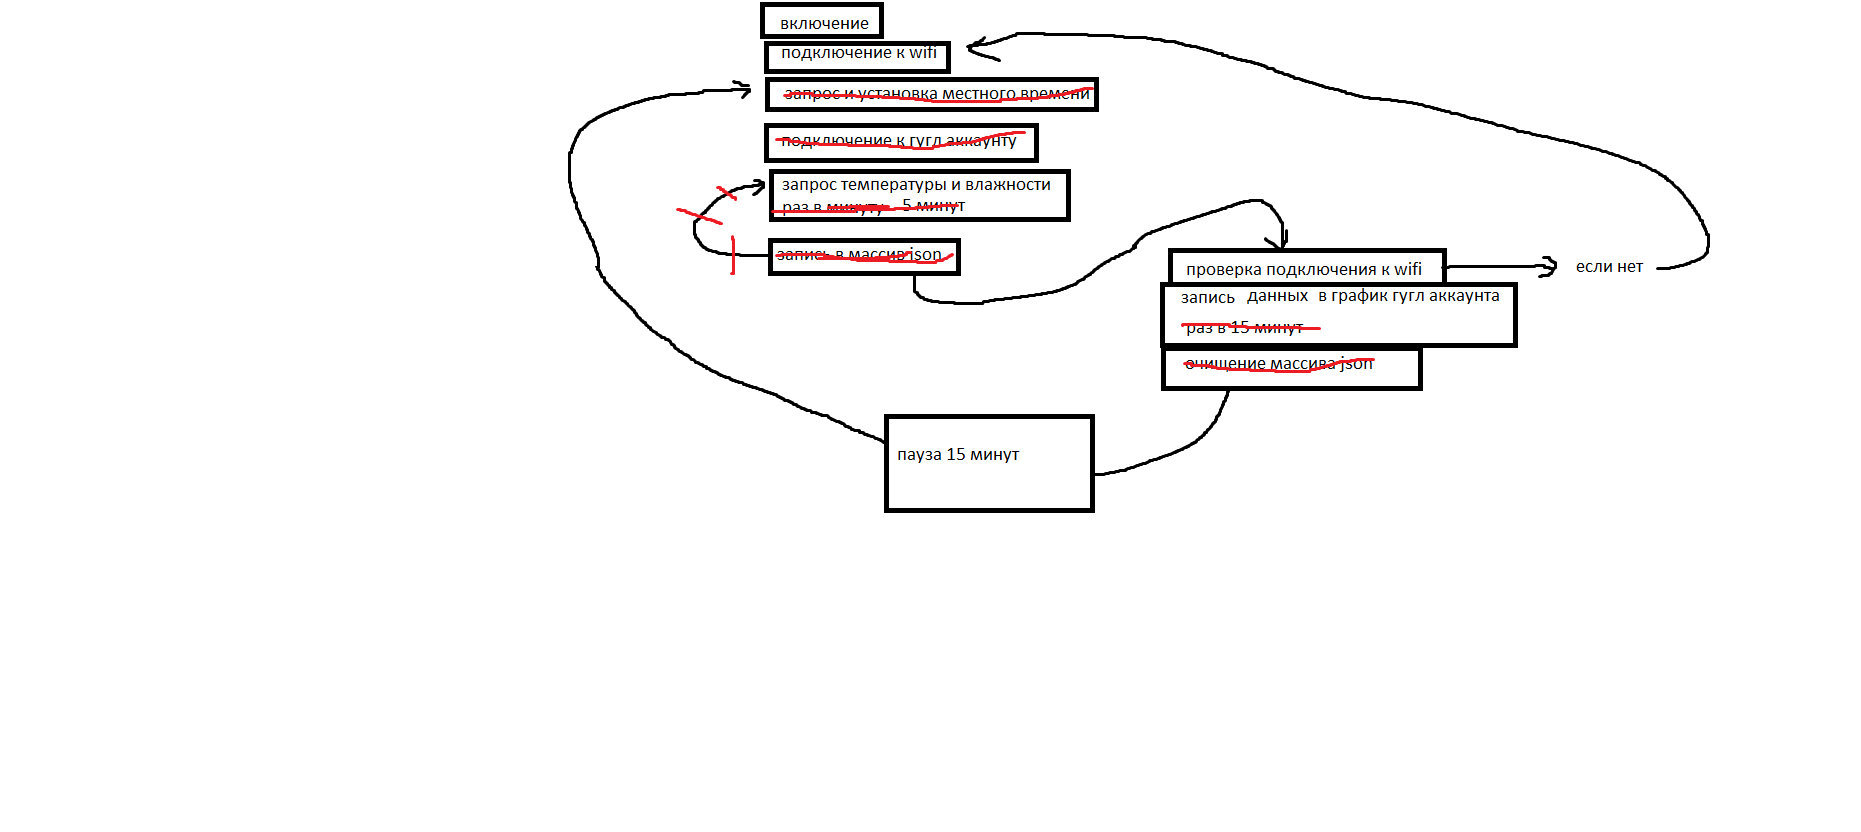 включение
подключение к wifi
запрос и установка местного времени
подключение к гугл аккаунту
запрос температуры и влажности
раз в минуту 5 минут
запись в массив json
проверка подключения к wifi
если нет
запись данных в график гугл аккаунта
раз в 15 минут
очищение массива json
пауза 15 минут